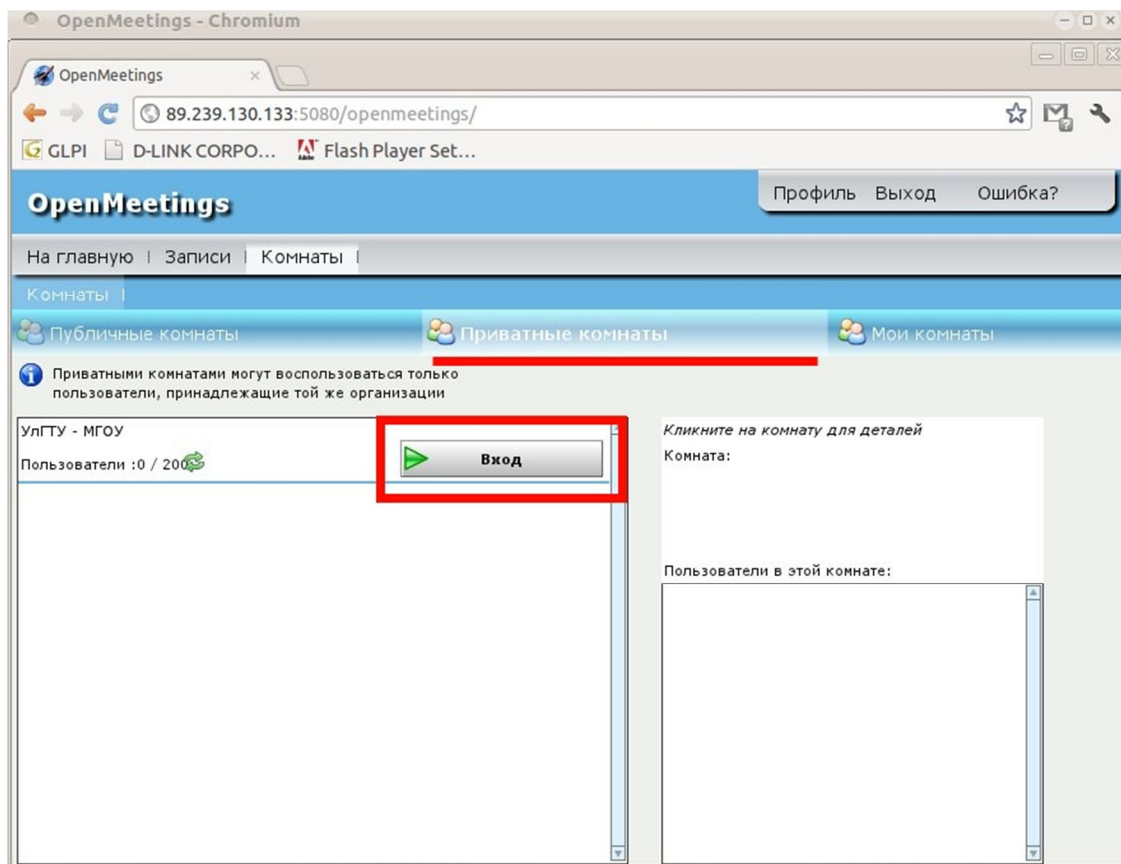 OpenMeetings - Chromium
OpenMeetings
89.239.130.133:5080/openmeetings/
GLPI D-LINK CORPO... Flash Player Set...
OpenMeetings
Профиль Выход Ошибка?
На главную | Записи | Комнаты |
Комнаты |
Публичные комнаты Приватные комнаты Мои комнаты
Приватными комнатами могут воспользоваться только
пользователи, принадлежащие той же организации
УлГТУ - МГОУ
Пользователи :0 / 200
Вход
Кликните на комнату для деталей
Комната:
Пользователи в этой комнате: